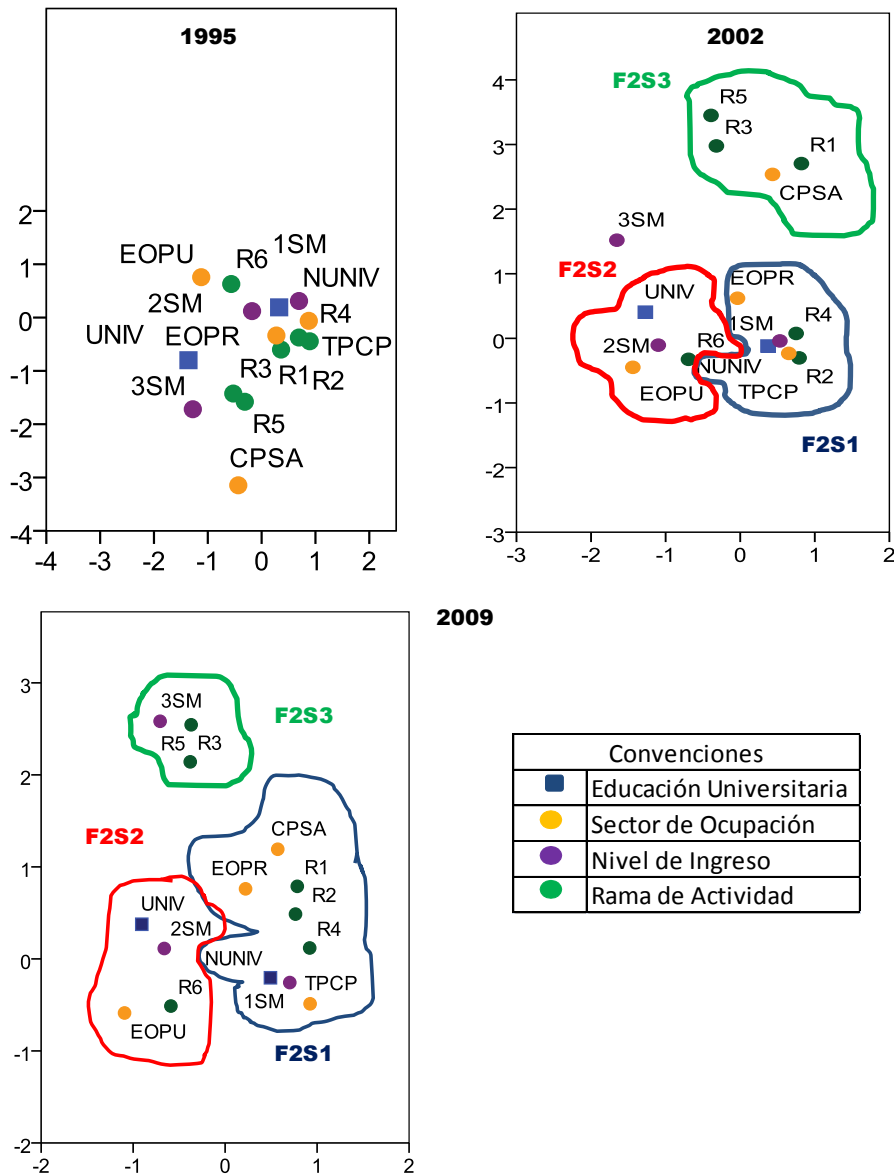 1995
2
1
0
-1
-2
-3
-4
-4
-3
-2
-1
0
1
2
EOPU
R6
1SM
2SM
NUNIV
UNIV
EOPR
R4
TPCP
3SM
R3
R1
R2
R5
CPSA
2002
4
3
2
1
0
-1
-2
-3
-3
-2
-1
0
1
2
F2S3
R5
R3
R1
CPSA
3SM
F2S2
UNIV
EOPR
2SM
R6
1SM
R4
NUNIV
EOPU
TPCP
R2
F2S1
2009
3
2
1
0
-1
-2
-2
-1
0
1
2
3SM
F2S3
R5
R3
F2S2
CPSA
EOPR
R1
UNIV
R2
2SM
R4
NUNIV
R6
1SM
TPCP
EOPU
F2S1
Convenciones
Educación Universitaria
Sector de Ocupación
Nivel de Ingreso
Rama de Actividad